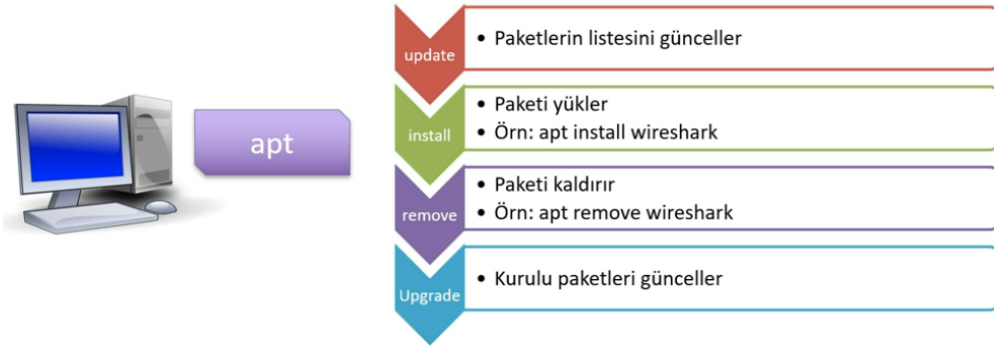 apt
update
• Paketlerin listesini günceller
install
• Paketi yükler
• Örn: apt install wireshark
remove
• Paketi kaldırır
• Örn: apt remove wireshark
Upgrade
• Kurulu paketleri günceller